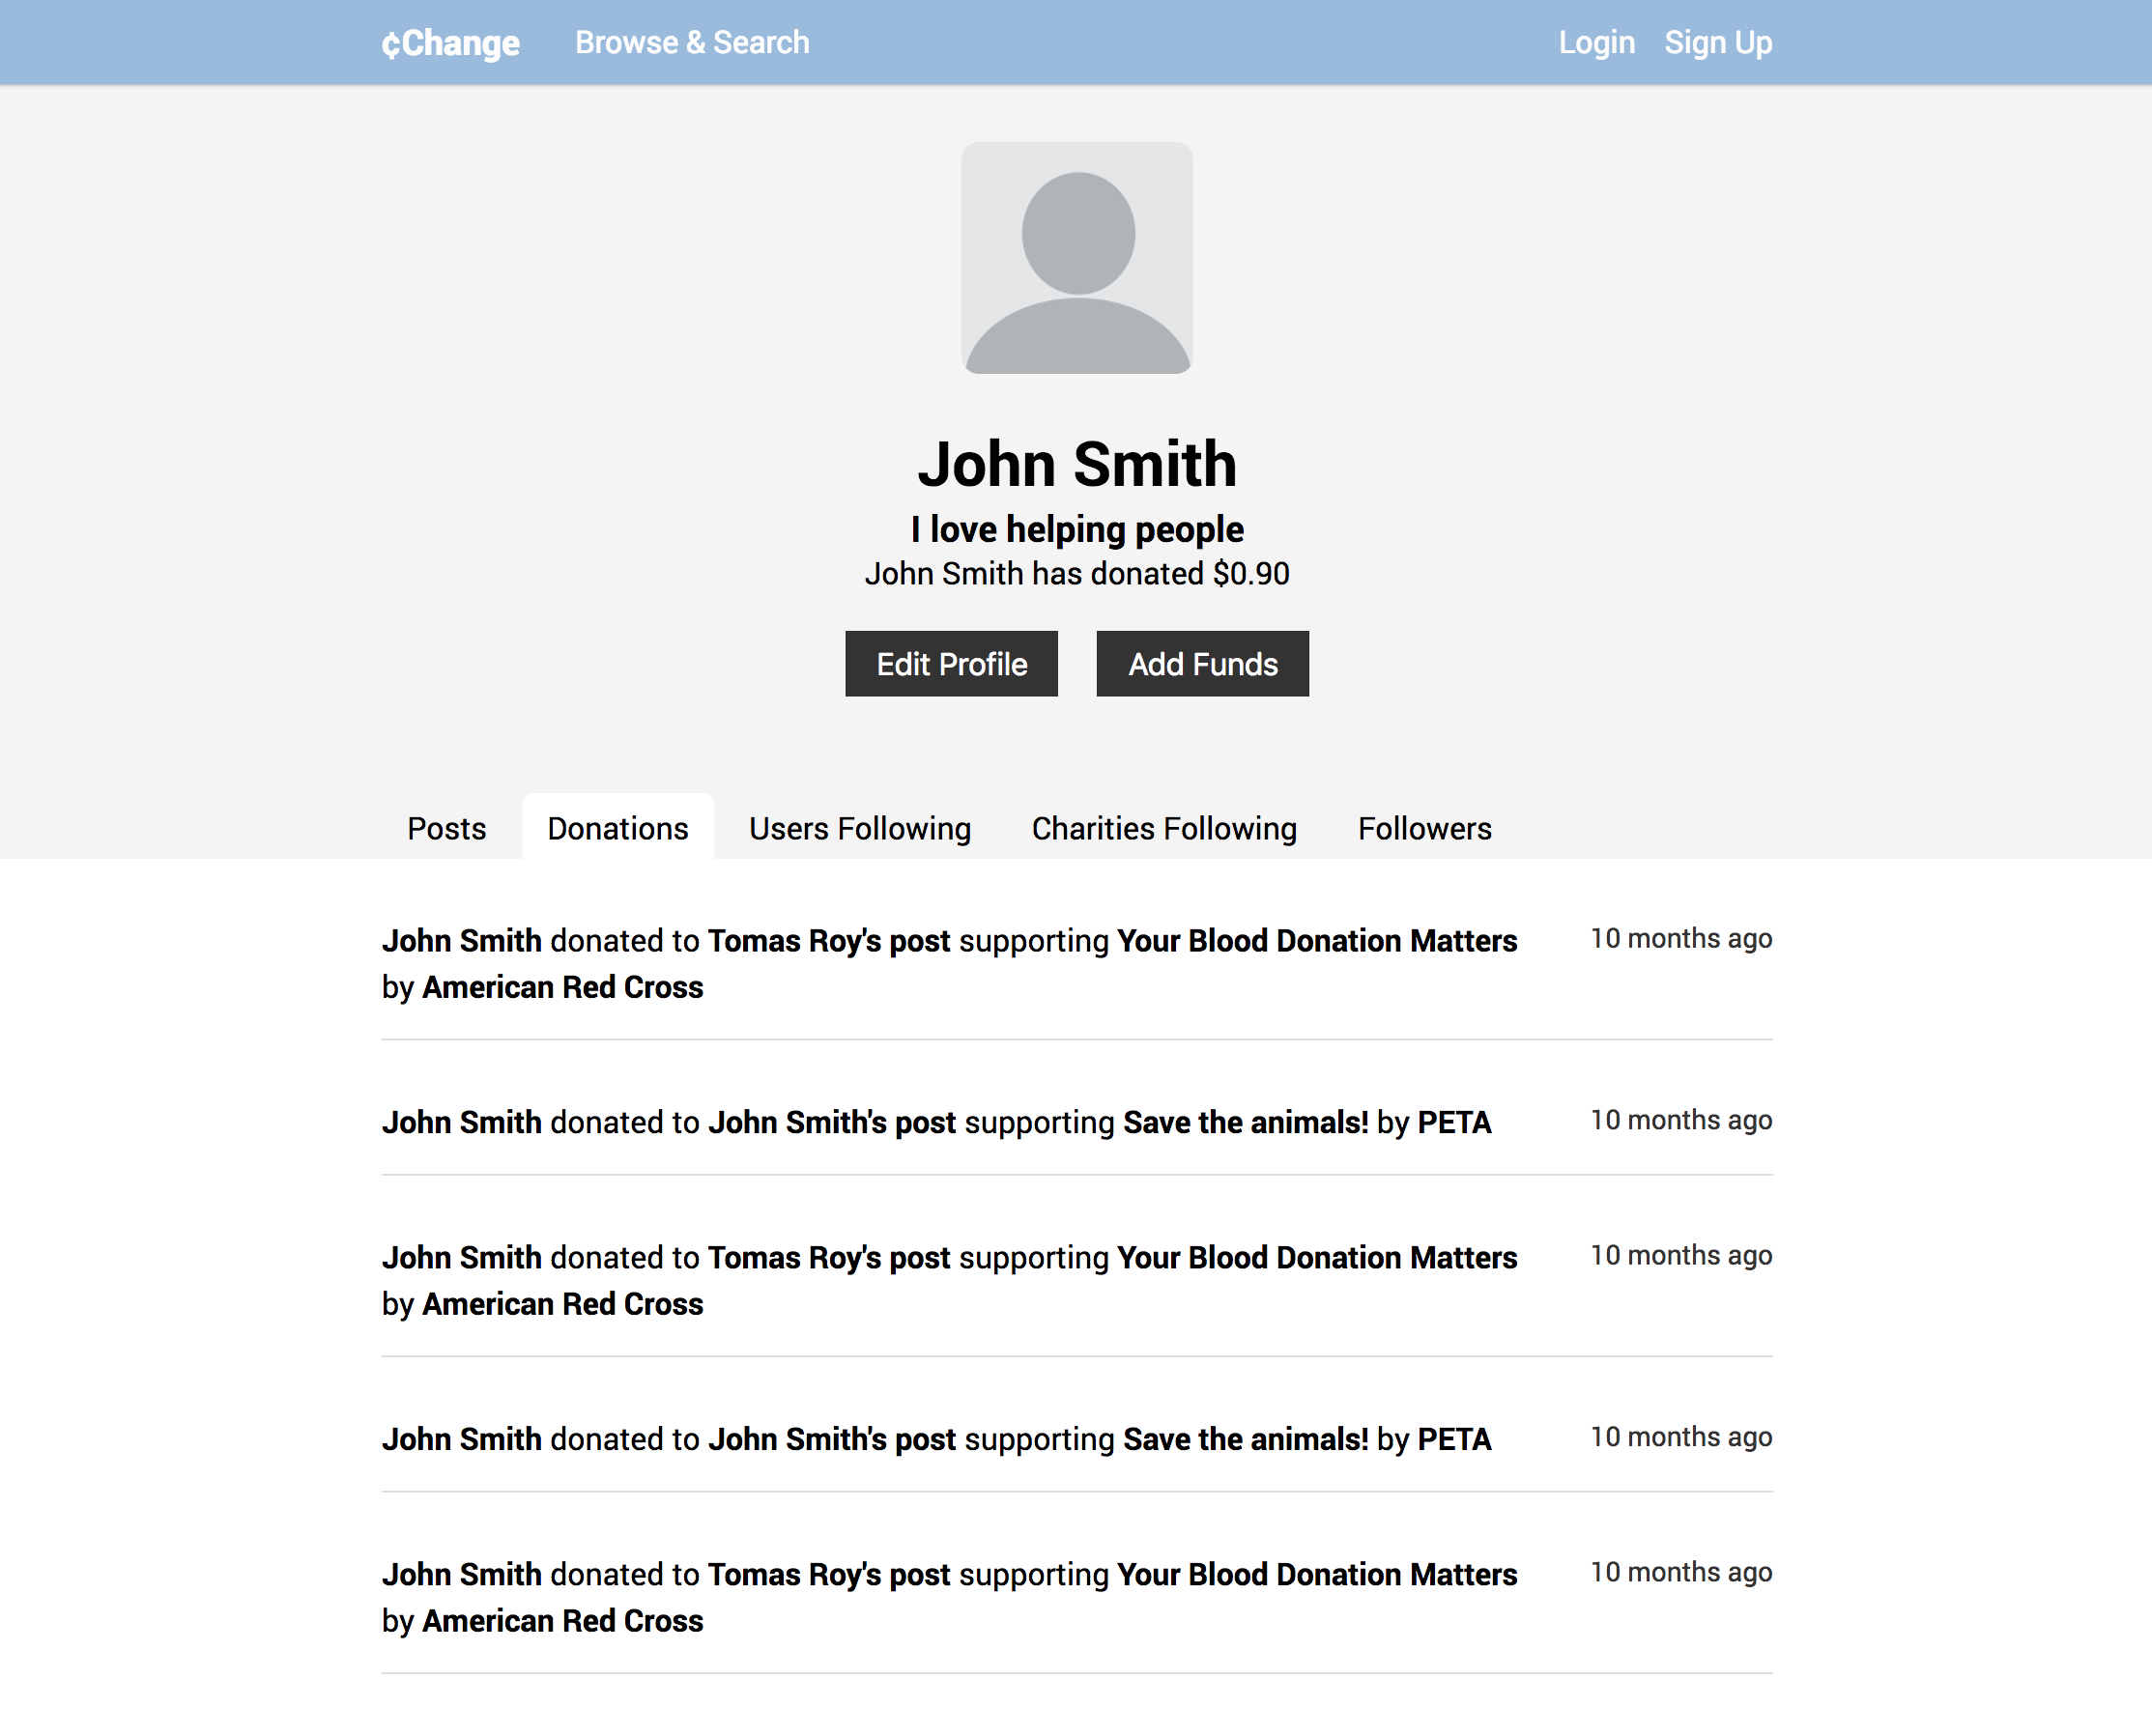 ¢Change Browse & Search Login Sign Up
John Smith
I love helping people
John Smith has donated $0.90
Edit Profile Add Funds
Posts Donations Users Following Charities Following Followers
John Smith donated to Tomas Roy's post supporting Your Blood Donation Matters 10 months ago
by American Red Cross
John Smith donated to John Smith's post supporting Save the animals! by PETA 10 months ago
John Smith donated to Tomas Roy's post supporting Your Blood Donation Matters 10 months ago
by American Red Cross
John Smith donated to John Smith's post supporting Save the animals! by PETA 10 months ago
John Smith donated to Tomas Roy's post supporting Your Blood Donation Matters 10 months ago
by American Red Cross